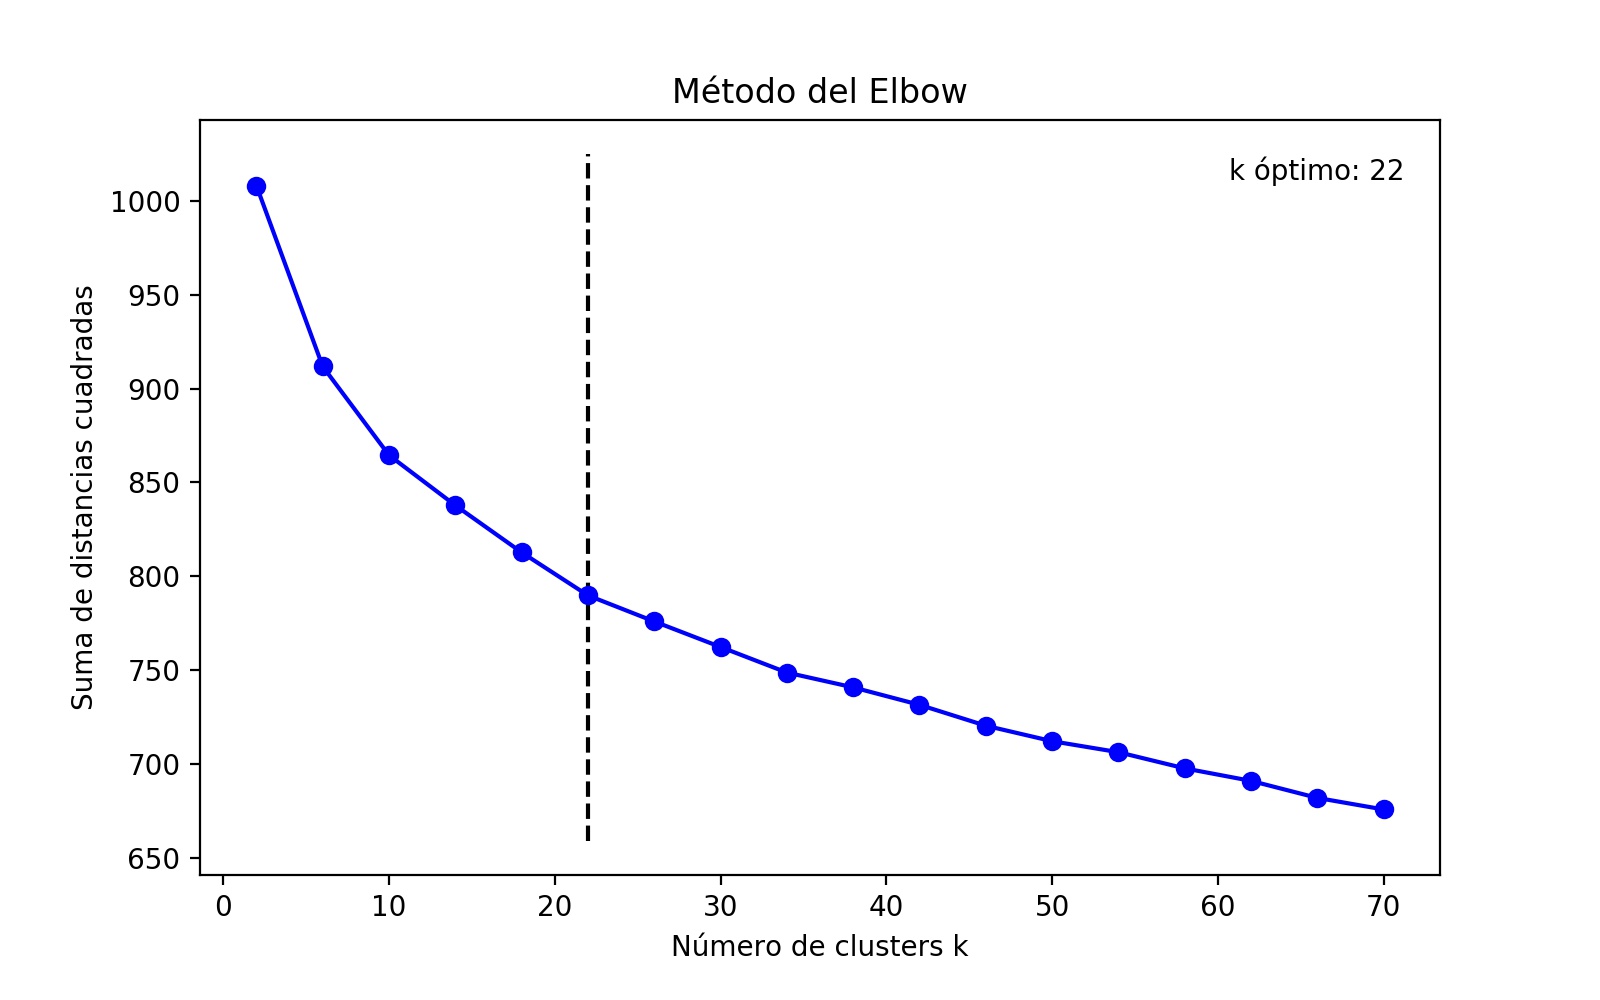 Método del Elbow
k óptimo: 22
Suma de distancias cuadradas
1000
950
900
850
800
750
700
650
0 10 20 30 40 50 60 70
Número de clusters k